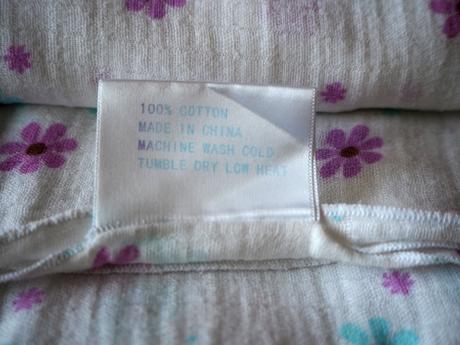 100% COTTON
MADE IN CHINA
MACHINE WASH COLD
TUMBLE DRY LOW HEAT